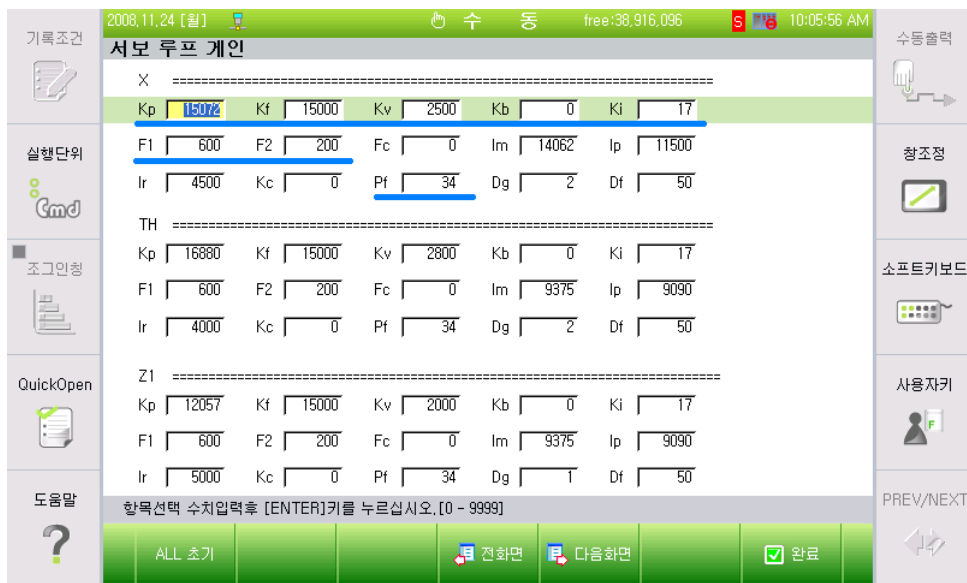 2008,11,24 [월] 수 동 free:38,916,096 S 10:05:56 AM
기록조건
서보 루프 게인
수동출력
X ======================================================================
Kp 15072 Kf 15000 Kv 2500 Kb 0 Ki 17
F1 600 F2 200 Fc 0 Im 14062 Ip 11500
실행단위
창조정
Ir 4500 Kc 0 Pf 34 Dg 2 Df 50
Cmd
TH ======================================================================
Kp 16880 Kf 15000 Kv 2800 Kb 0 Ki 17
조그인칭
소프트키보드
F1 600 F2 200 Fc 0 Im 9375 Ip 9090
Ir 4000 Kc 0 Pf 34 Dg 2 Df 50
Z1 ======================================================================
QuickOpen
사용자키
Kp 12057 Kf 15000 Kv 2000 Kb 0 Ki 17
F
F1 600 F2 200 Fc 0 Im 9375 Ip 9090
Ir 5000 Kc 0 Pf 34 Dg 1 Df 50
도움말
PREV/NEXT
항목선택 수치입력후 [ENTER]키를 누르십시오,[0 - 9999]
?
ALL 초기 전화면 다음화면 완료